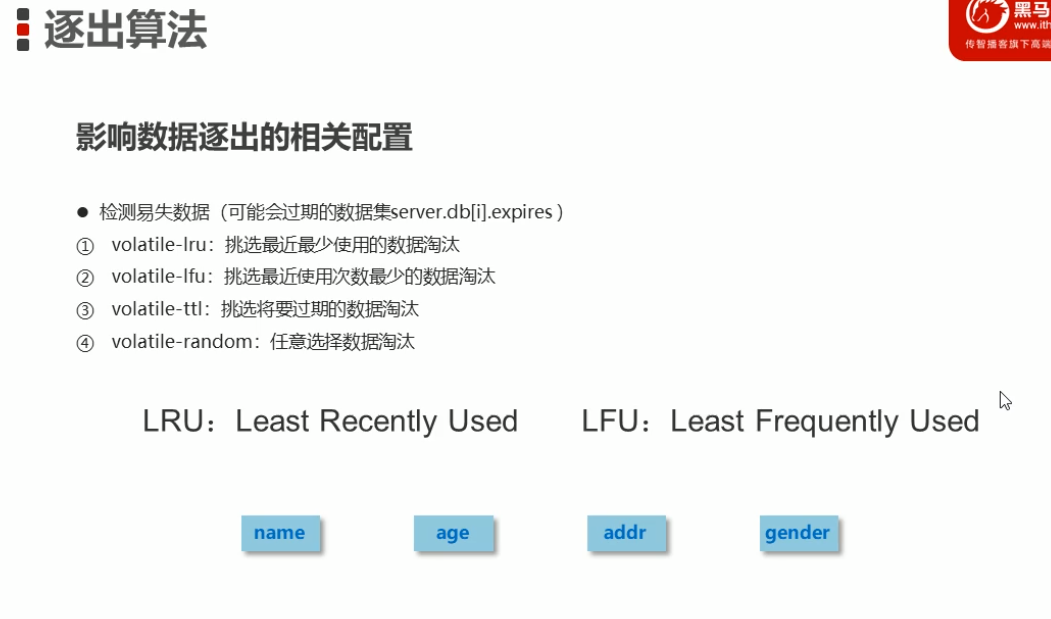 逐出算法
黑马
www.ith
传智播客旗下高端
影响数据逐出的相关配置
● 检测易失数据（可能会过期的数据集server.db[i].expires ）
① volatile-lru：挑选最近最少使用的数据淘汰
② volatile-lfu：挑选最近使用次数最少的数据淘汰
③ volatile-ttl：挑选将要过期的数据淘汰
④ volatile-random：任意选择数据淘汰
LRU：Least Recently Used LFU：Least Frequently Used
name age addr gender